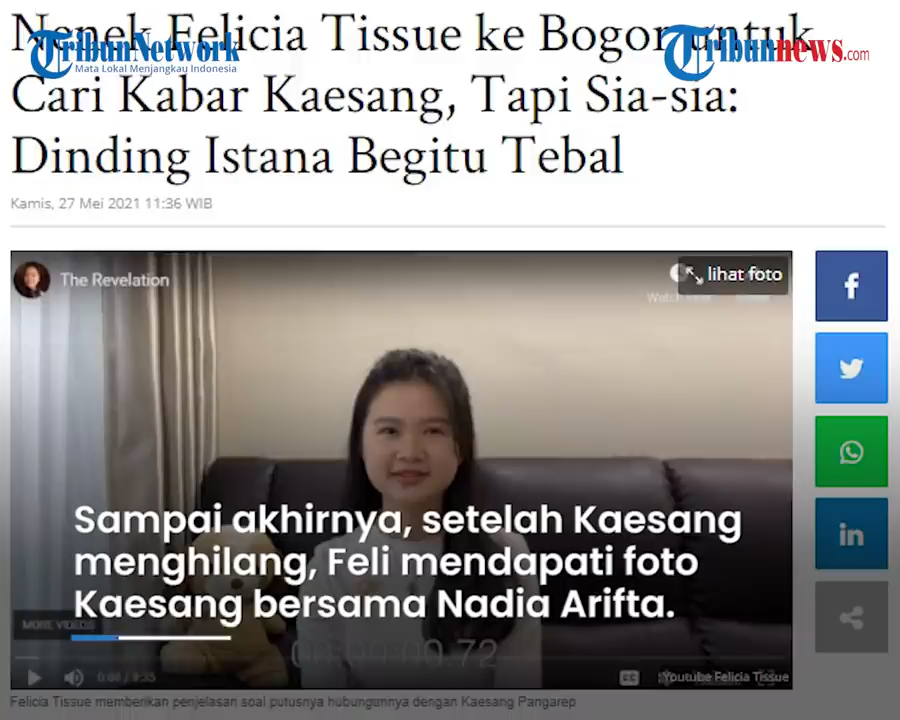 Nenek Felicia Tissue ke Bogor untuk
TribunNetwork
Mata Lokal Menjangkau Indonesia
Tribunnews.com
Cari Kabar Kaesang, Tapi Sia-sia:
Dinding Istana Begitu Tebal
Kamis, 27 Mei 2021 11:36 WIB
The Revelation
lihat foto
Sampai akhirnya, setelah Kaesang
menghilang, Feli mendapati foto
Kaesang bersama Nadia Arifta.
MORE VIDEOS
CC
Youtube Felicia Tissue
Felicia Tissue memberikan penjelasan soal putusnya hubungannya dengan Kaesang Pangarep